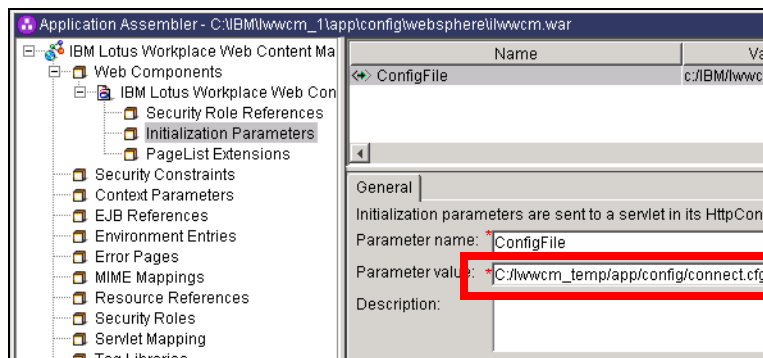 Application Assembler - C:\IBM\lwwcm_1\app\config\websphere\ilwwcm.war
IBM Lotus Workplace Web Content Ma
Web Components
IBM Lotus Workplace Web Con
Security Role References
Initialization Parameters
PageList Extensions
Security Constraints
Context Parameters
EJB References
Environment Entries
Error Pages
MIME Mappings
Resource References
Security Roles
Servlet Mapping
Tag Libraries
Name Va
ConfigFile c:/IBM/lwwc
General
Initialization parameters are sent to a servlet in its HttpCon
Parameter name: *ConfigFile
Parameter value: *C:/lwwcm_temp/app/config/connect.cfg
Description: